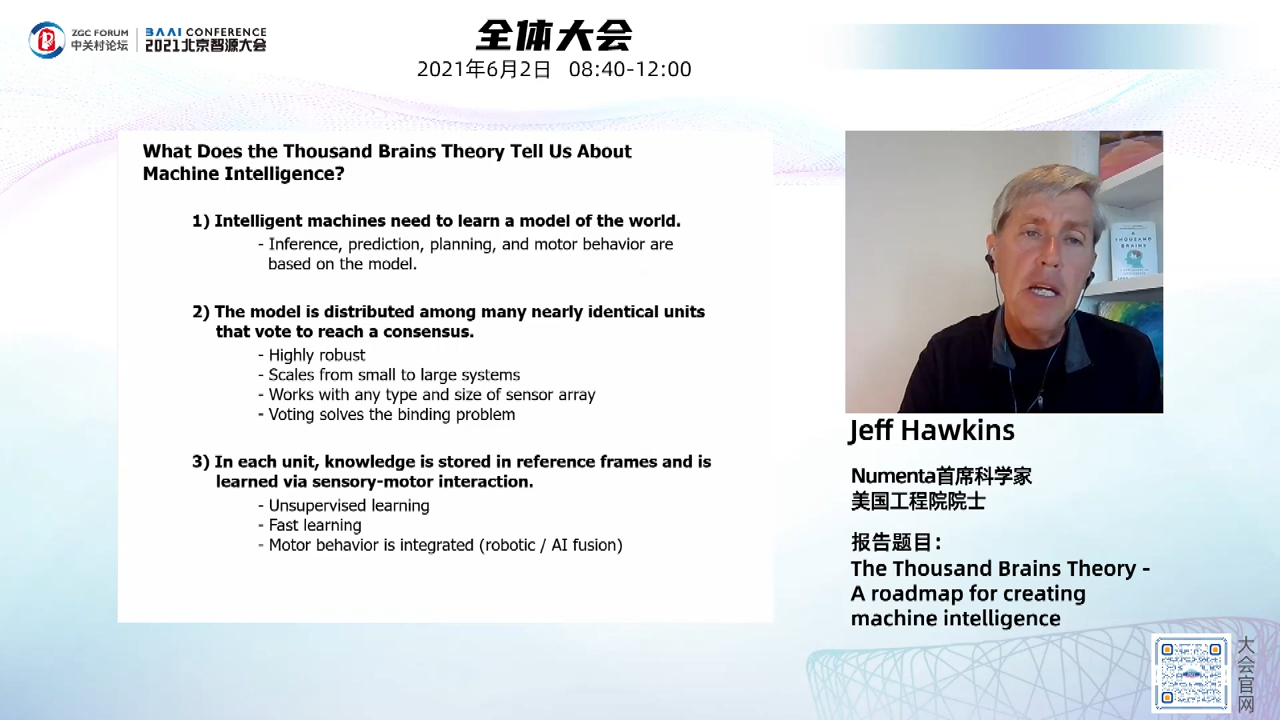 ZGC FORUM
中关村论坛
BAAI CONFERENCE
2021北京智源大会
全体大会
2021年6月2日 08:40-12:00
What Does the Thousand Brains Theory Tell Us About
Machine Intelligence?
1) Intelligent machines need to learn a model of the world.
- Inference, prediction, planning, and motor behavior are
based on the model.
2) The model is distributed among many nearly identical units
that vote to reach a consensus.
- Highly robust
- Scales from small to large systems
- Works with any type and size of sensor array
- Voting solves the binding problem
3) In each unit, knowledge is stored in reference frames and is
learned via sensory-motor interaction.
- Unsupervised learning
- Fast learning
- Motor behavior is integrated (robotic / AI fusion)
A
THOUSAND
BRAINS
Jeff Hawkins
Numenta首席科学家
美国工程院院士
报告题目：
The Thousand Brains Theory -
A roadmap for creating
machine intelligence
大会官网